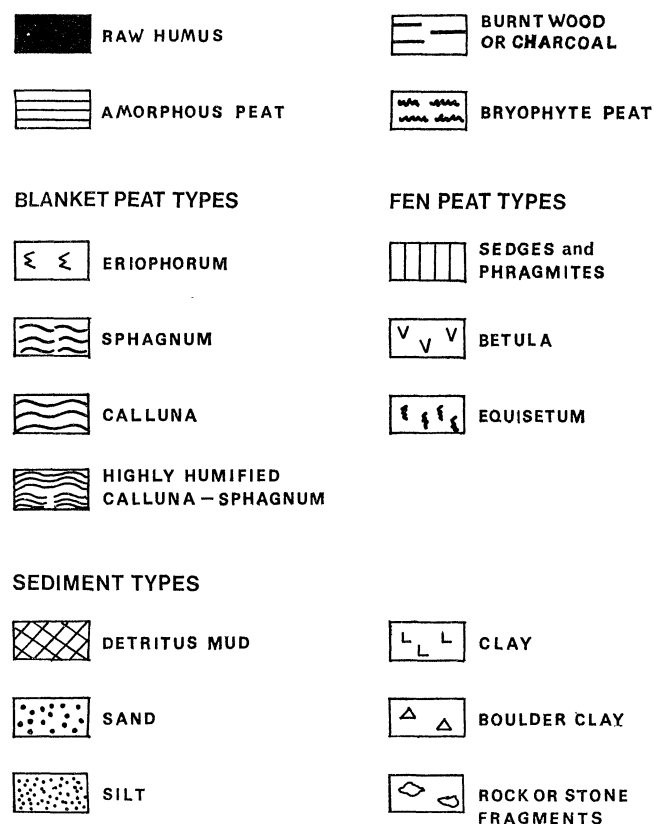 RAW HUMUS
BURNT WOOD
OR CHARCOAL
AMORPHOUS PEAT
BRYOPHYTE PEAT
BLANKET PEAT TYPES
FEN PEAT TYPES
ERIOPHORUM
SEDGES and
PHRAGMITES
SPHAGNUM
BETULA
CALLUNA
EQUISETUM
HIGHLY HUMIFIED
CALLUNA – SPHAGNUM
SEDIMENT TYPES
DETRITUS MUD
CLAY
SAND
BOULDER CLAY
SILT
ROCK OR STONE
FRAGMENTS